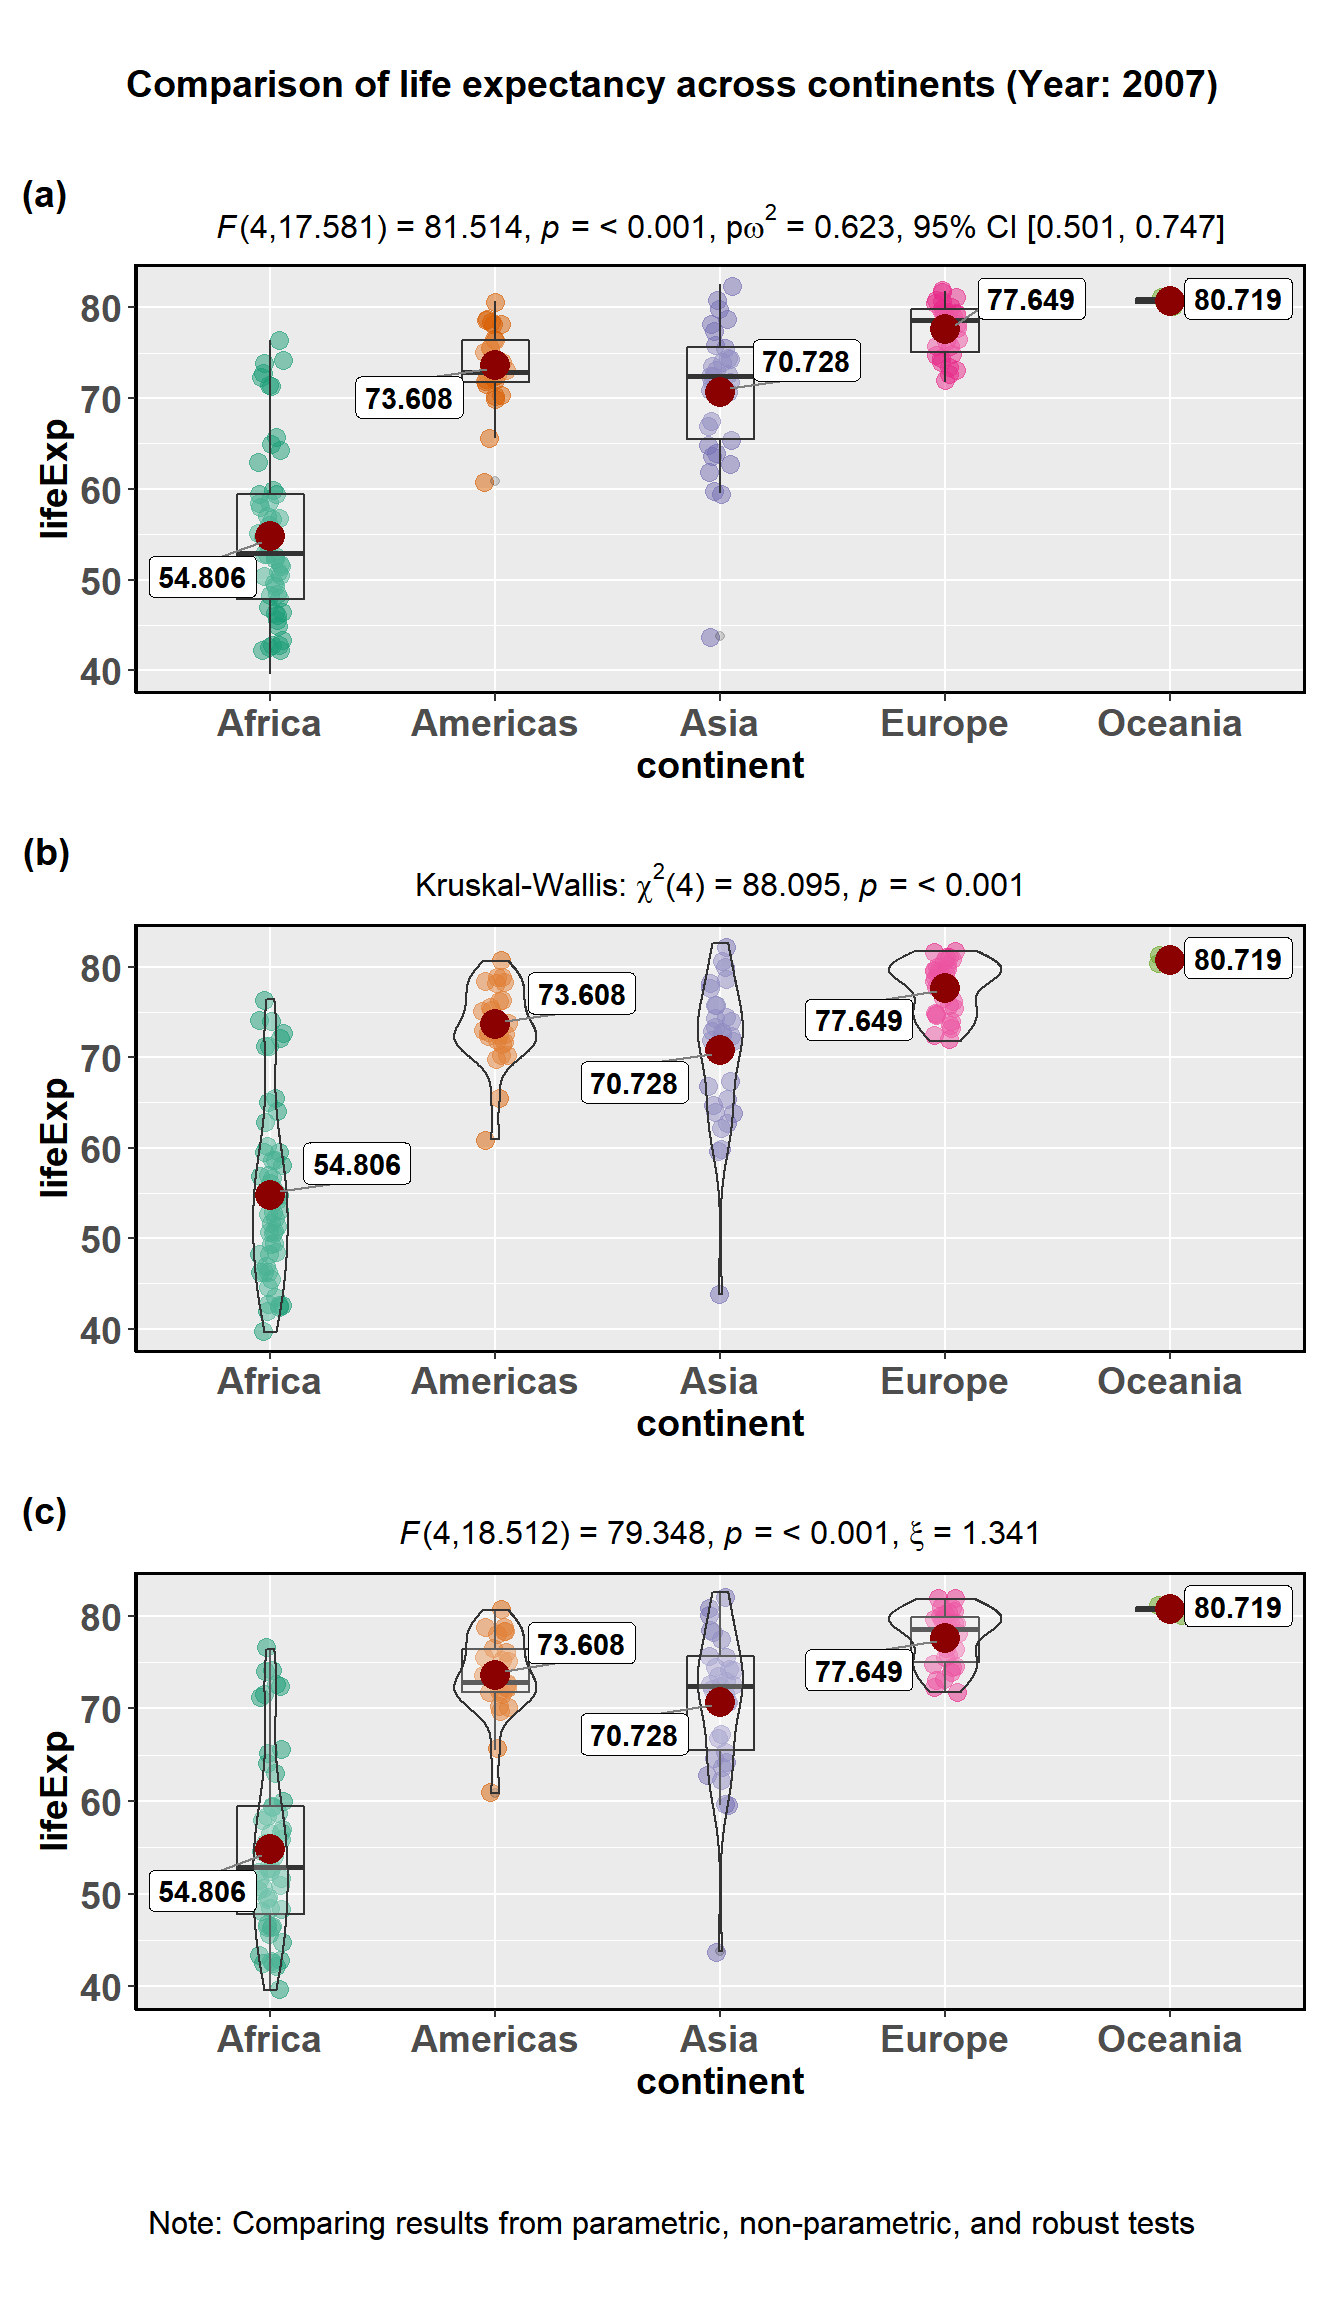 Comparison of life expectancy across continents (Year: 2007)
(a)
F(4,17.581) = 81.514, p = < 0.001, pω² = 0.623, 95% CI [0.501, 0.747]
lifeExp
80
70
60
50
40
54.806
73.608
70.728
77.649
80.719
Africa Americas Asia Europe Oceania
continent
(b)
Kruskal-Wallis: χ²(4) = 88.095, p = < 0.001
lifeExp
80
70
60
50
40
54.806
73.608
70.728
77.649
80.719
Africa Americas Asia Europe Oceania
continent
(c)
F(4,18.512) = 79.348, p = < 0.001, ξ = 1.341
lifeExp
80
70
60
50
40
54.806
73.608
70.728
77.649
80.719
Africa Americas Asia Europe Oceania
continent
Note: Comparing results from parametric, non-parametric, and robust tests